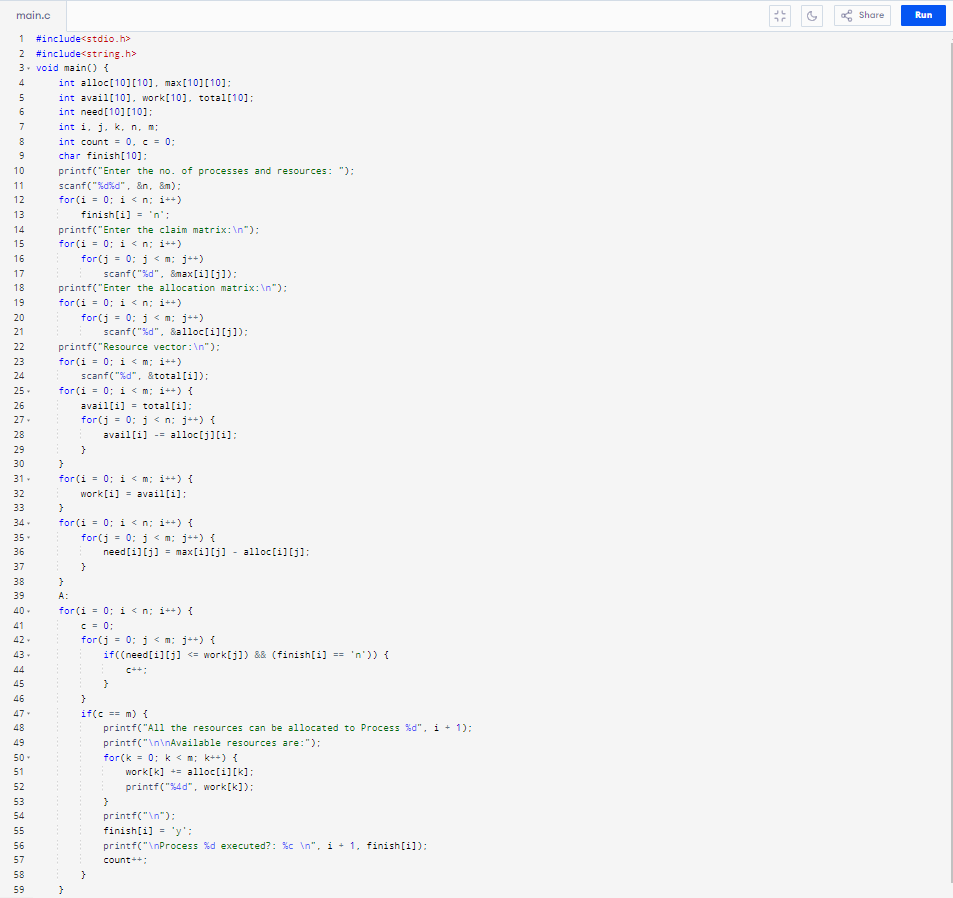 main.c Share Run
1 #include<stdio.h>
2 #include<string.h>
3 void main() {
4 int alloc[10][10], max[10][10];
5 int avail[10], work[10], total[10];
6 int need[10][10];
7 int i, j, k, n, m;
8 int count = 0, c = 0;
9 char finish[10];
10 printf("Enter the no. of processes and resources: ");
11 scanf("%d%d", &n, &m);
12 for(i = 0; i < n; i++)
13 finish[i] = 'n';
14 printf("Enter the claim matrix:\n");
15 for(i = 0; i < n; i++)
16 for(j = 0; j < m; j++)
17 scanf("%d", &max[i][j]);
18 printf("Enter the allocation matrix:\n");
19 for(i = 0; i < n; i++)
20 for(j = 0; j < m; j++)
21 scanf("%d", &alloc[i][j]);
22 printf("Resource vector:\n");
23 for(i = 0; i < m; i++)
24 scanf("%d", &total[i]);
25 for(i = 0; i < m; i++) {
26 avail[i] = total[i];
27 for(j = 0; j < n; j++) {
28 avail[i] -= alloc[j][i];
29 }
30 }
31 for(i = 0; i < m; i++) {
32 work[i] = avail[i];
33 }
34 for(i = 0; i < n; i++) {
35 for(j = 0; j < m; j++) {
36 need[i][j] = max[i][j] - alloc[i][j];
37 }
38 }
39 A:
40 for(i = 0; i < n; i++) {
41 c = 0;
42 for(j = 0; j < m; j++) {
43 if((need[i][j] <= work[j]) && (finish[i] == 'n')) {
44 c++;
45 }
46 }
47 if(c == m) {
48 printf("All the resources can be allocated to Process %d", i + 1);
49 printf("\n\nAvailable resources are:");
50 for(k = 0; k < m; k++) {
51 work[k] += alloc[i][k];
52 printf("%4d", work[k]);
53 }
54 printf("\n");
55 finish[i] = 'y';
56 printf("\nProcess %d executed?: %c \n", i + 1, finish[i]);
57 count++;
58 }
59 }